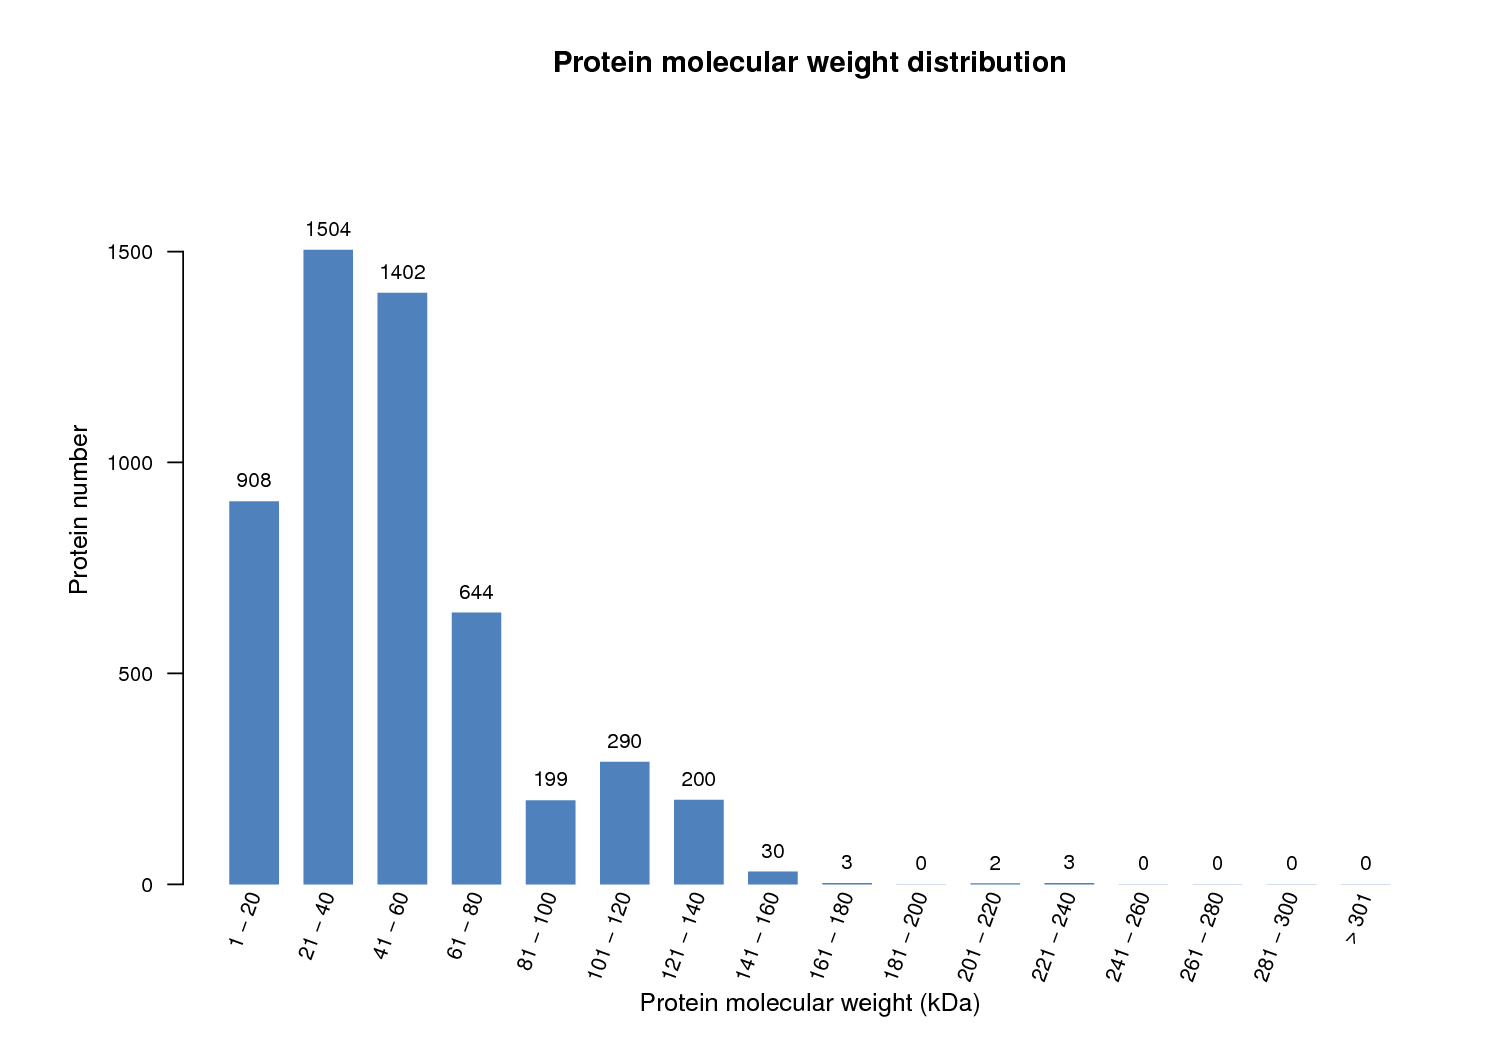 Protein molecular weight distribution
Protein number
1500
1000
500
0
908
1504
1402
644
199
290
200
30
3
0
2
3
0
0
0
0
1 – 20
21 – 40
41 – 60
61 – 80
81 – 100
101 – 120
121 – 140
141 – 160
161 – 180
181 – 200
201 – 220
221 – 240
241 – 260
261 – 280
281 – 300
> 301
Protein molecular weight (kDa)